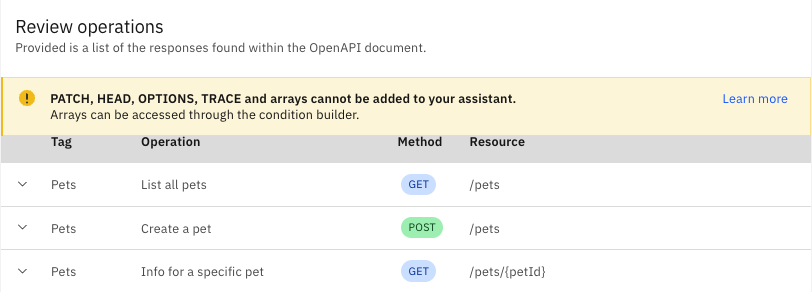 Review operations
Provided is a list of the responses found within the OpenAPI document.
PATCH, HEAD, OPTIONS, TRACE and arrays cannot be added to your assistant. Learn more
Arrays can be accessed through the condition builder.
Tag Operation Method Resource
Pets List all pets GET /pets
Pets Create a pet POST /pets
Pets Info for a specific pet GET /pets/{petId}